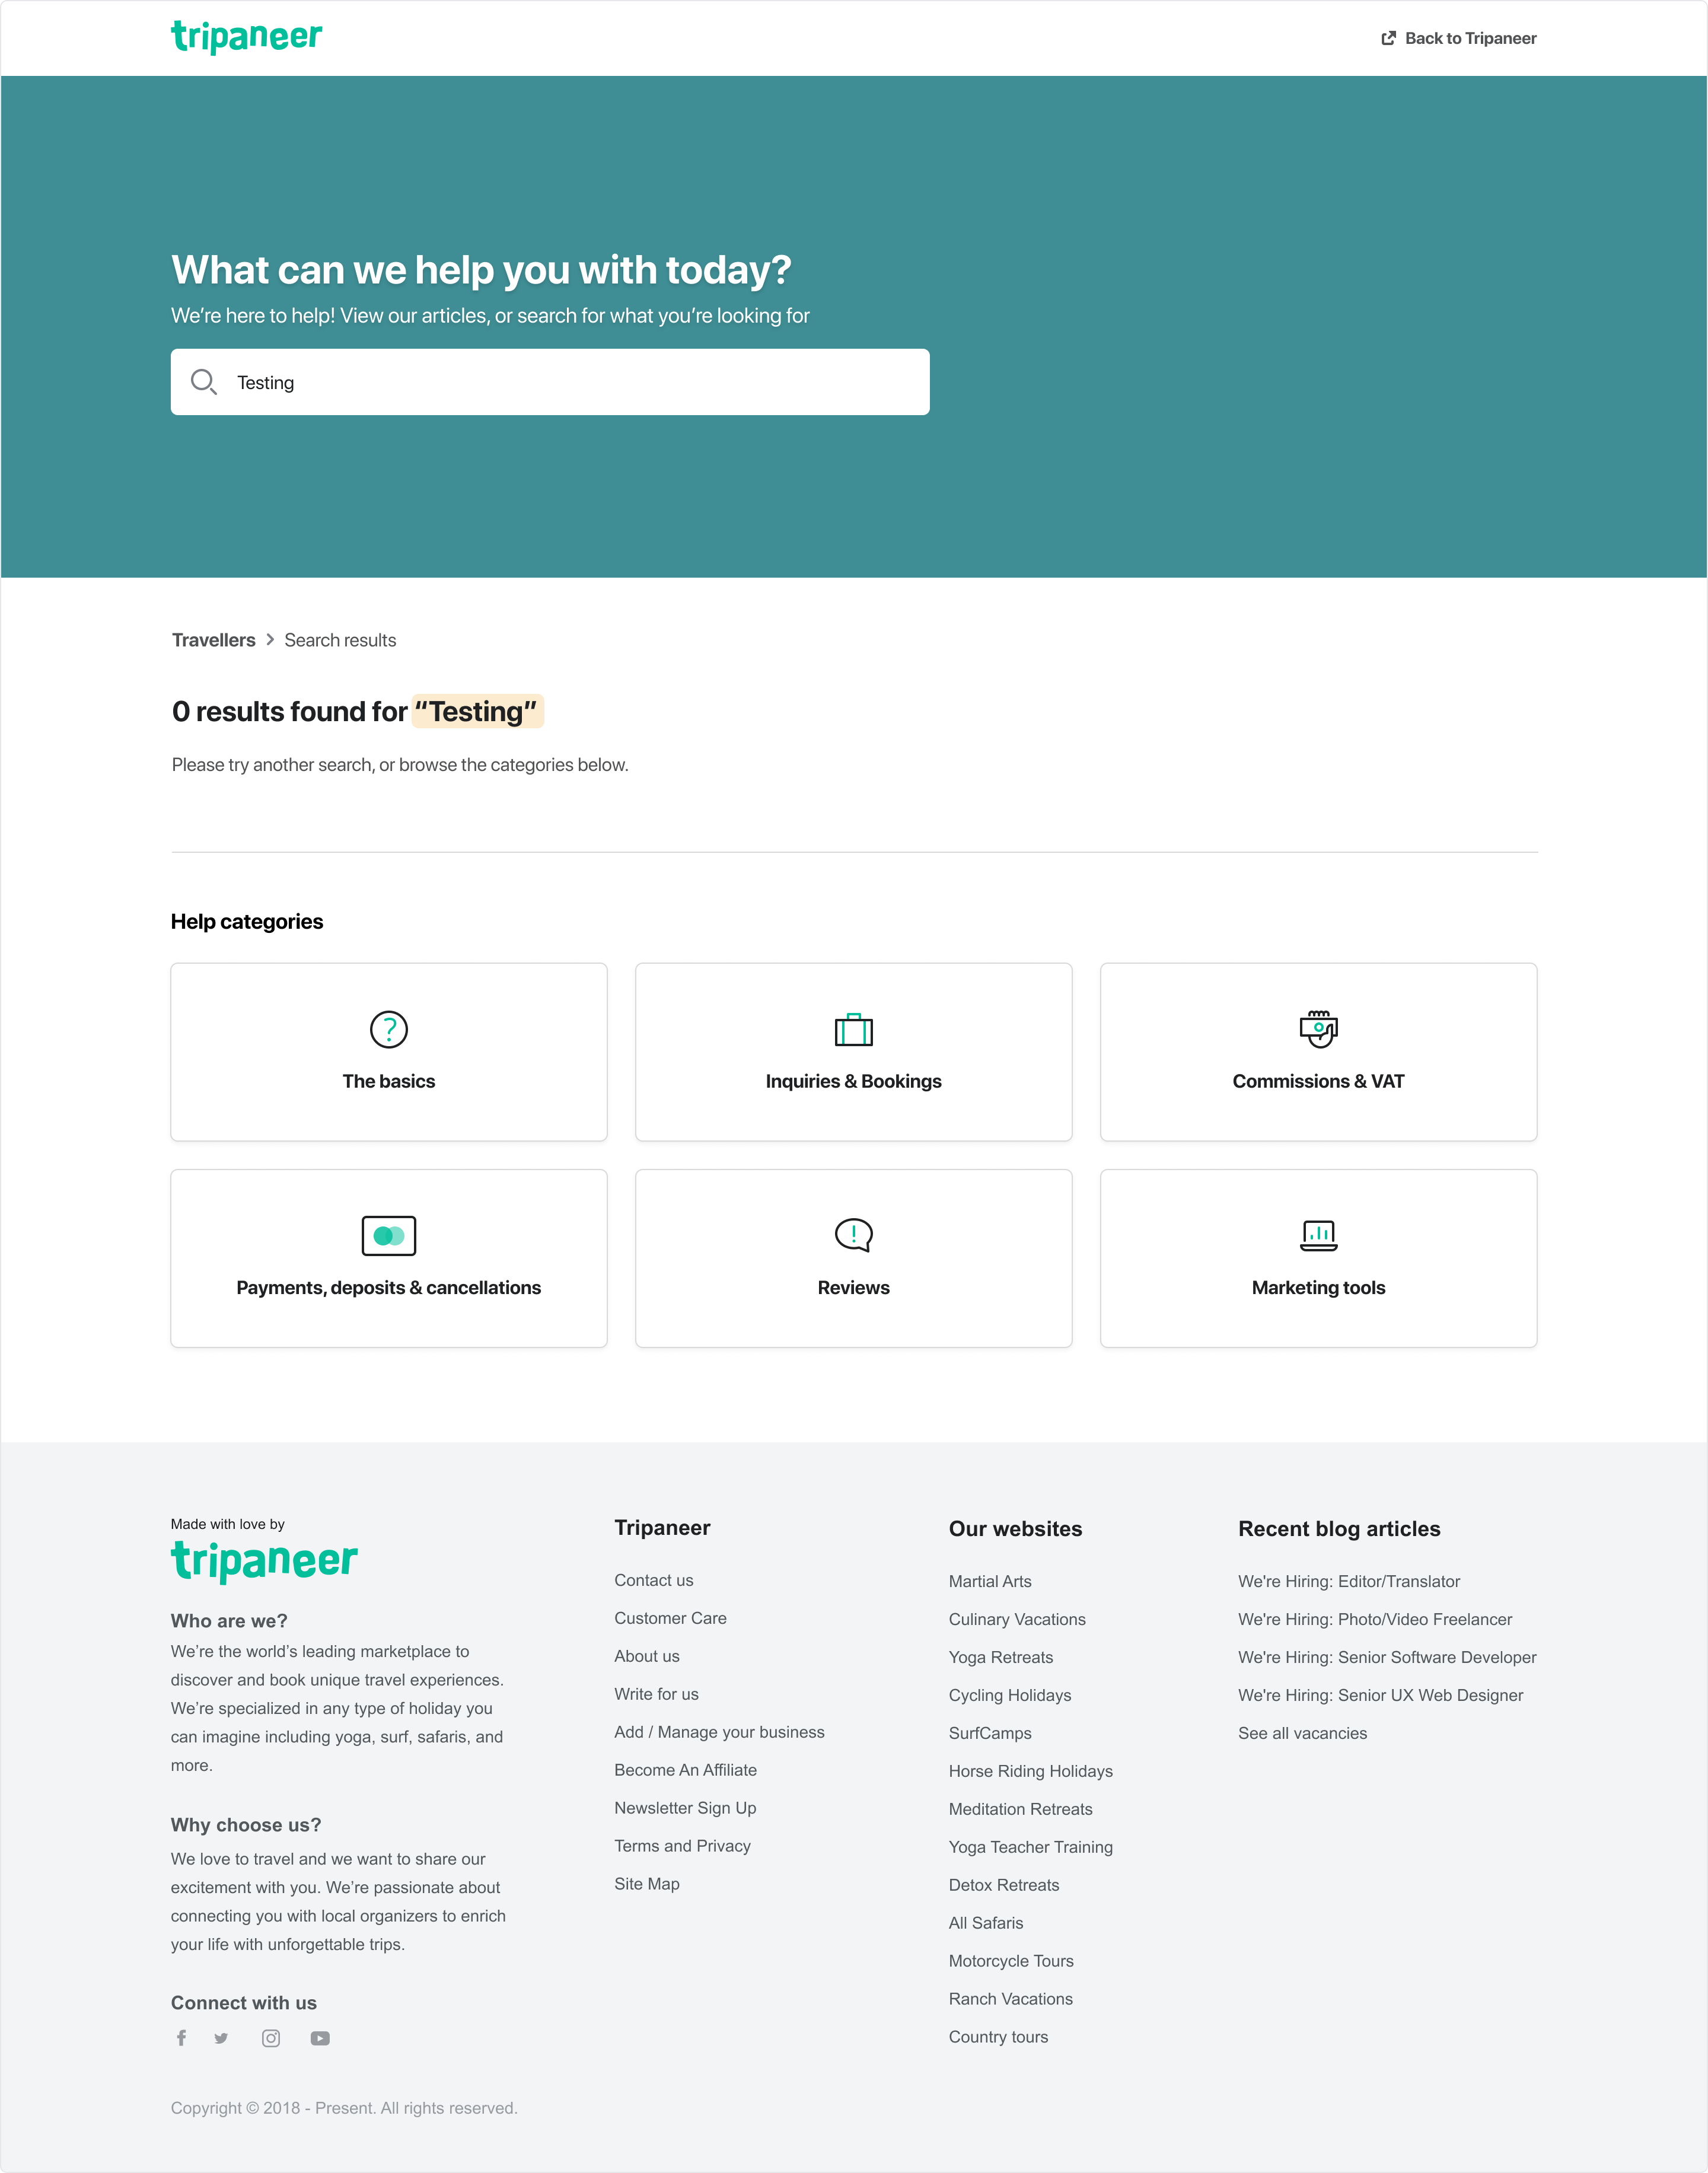 tripaneer
Back to Tripaneer
What can we help you with today?
We’re here to help! View our articles, or search for what you’re looking for
Testing
Travellers > Search results
0 results found for “Testing”
Please try another search, or browse the categories below.
Help categories
The basics
Inquiries & Bookings
Commissions & VAT
Payments, deposits & cancellations
Reviews
Marketing tools
Made with love by
tripaneer
Who are we?
We’re the world’s leading marketplace to
discover and book unique travel experiences.
We’re specialized in any type of holiday you
can imagine including yoga, surf, safaris, and
more.
Why choose us?
We love to travel and we want to share our
excitement with you. We’re passionate about
connecting you with local organizers to enrich
your life with unforgettable trips.
Connect with us
Tripaneer
Contact us
Customer Care
About us
Write for us
Add / Manage your business
Become An Affiliate
Newsletter Sign Up
Terms and Privacy
Site Map
Our websites
Martial Arts
Culinary Vacations
Yoga Retreats
Cycling Holidays
SurfCamps
Horse Riding Holidays
Meditation Retreats
Yoga Teacher Training
Detox Retreats
All Safaris
Motorcycle Tours
Ranch Vacations
Country tours
Recent blog articles
We're Hiring: Editor/Translator
We're Hiring: Photo/Video Freelancer
We're Hiring: Senior Software Developer
We're Hiring: Senior UX Web Designer
See all vacancies
Copyright © 2018 - Present. All rights reserved.